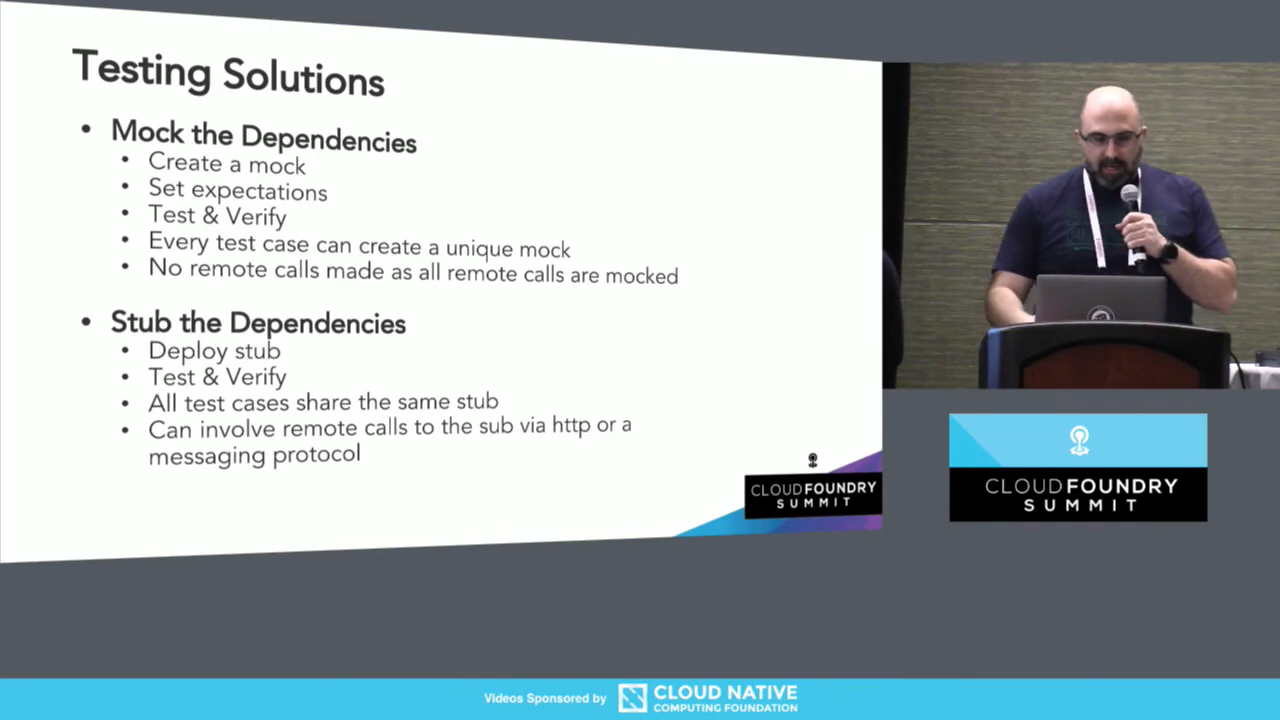 Testing Solutions
• Mock the Dependencies
• Create a mock
• Set expectations
• Test & Verify
• Every test case can create a unique mock
• No remote calls made as all remote calls are mocked
• Stub the Dependencies
• Deploy stub
• Test & Verify
• All test cases share the same stub
• Can involve remote calls to the sub via http or a
messaging protocol
CLOUDFOUNDRY
SUMMIT
CLOUDFOUNDRY
SUMMIT
Videos Sponsored by
CLOUD NATIVE
COMPUTING FOUNDATION